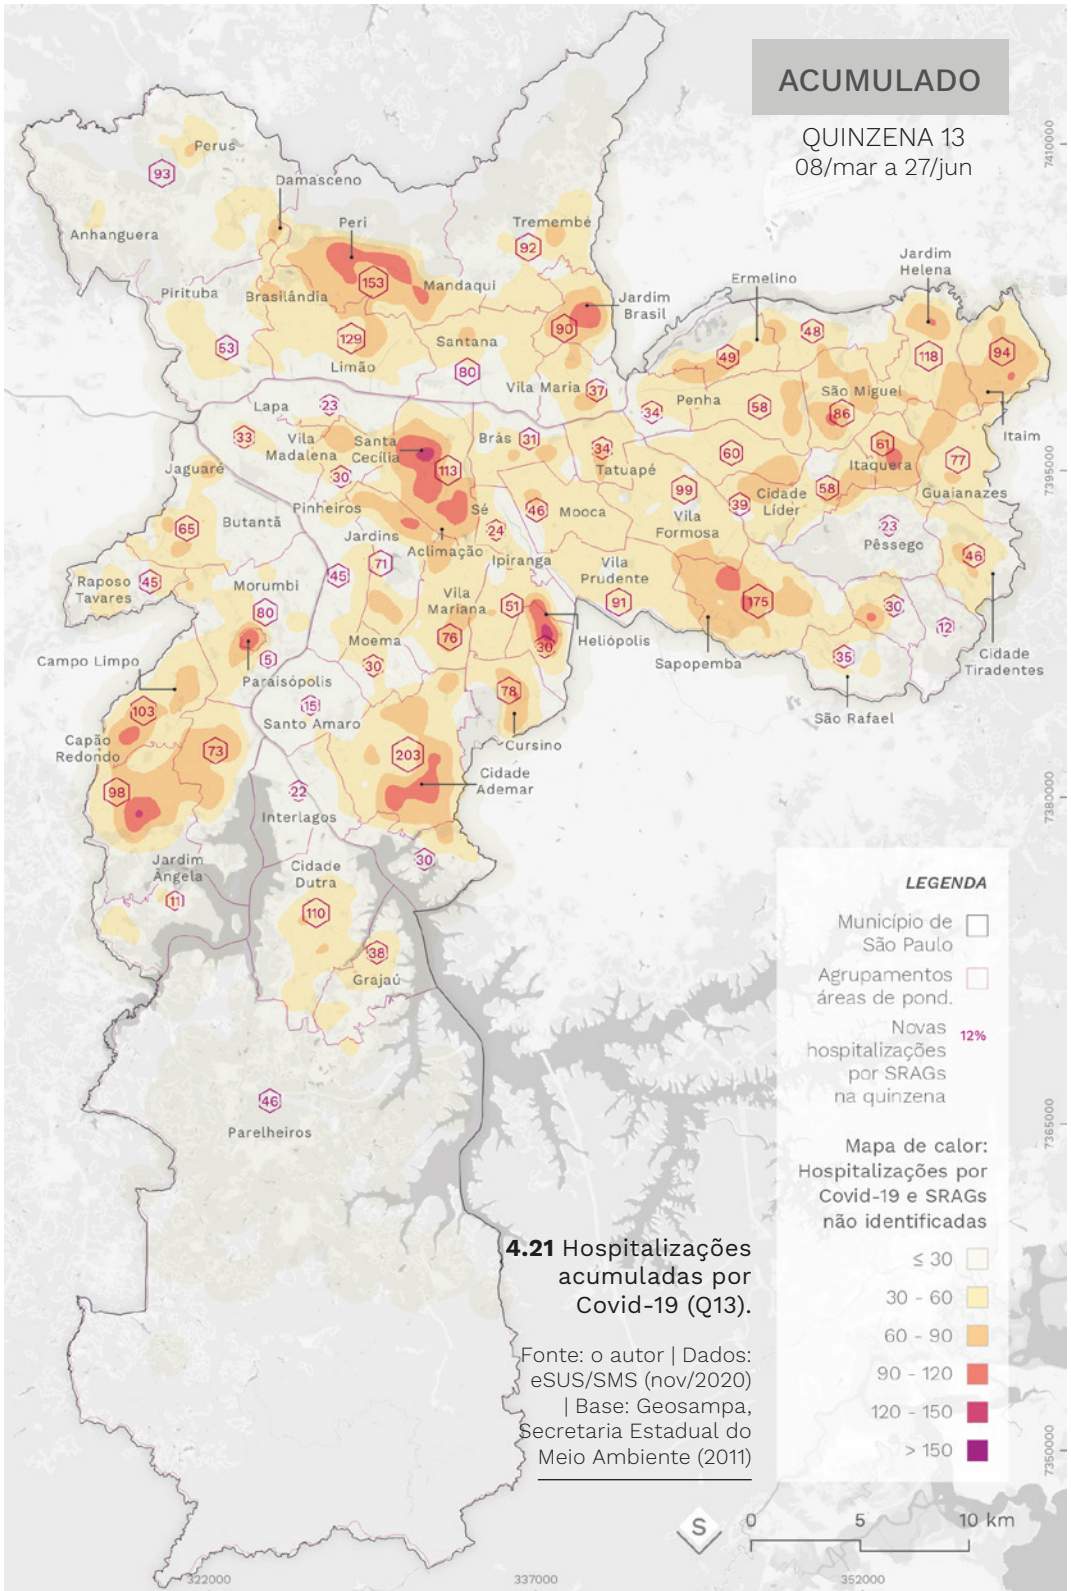 ACUMULADO
QUINZENA 13
08/mar a 27/jun
7410000
Perus
93
Damasceno
Anhanguera
Peri
Tremembé
92
Jardim
Helena
Ermelino
153
Mandaqui
Pirituba
Brasilândia
Jardim
Brasil
90
48
129
Santana
53
Limão
49
118
94
80
Vila Maria
37
São Miguel
Lapa
23
34
Penha
58
86
33
Vila
Madalena
Santa
Cecília
Brás
31
34
60
61
Itaim
Jaguaré
30
113
Tatuapé
Itaquera
77
7395000
99
39
Cidade
Líder
58
Guaianazes
Pinheiros
Sé
46
Mooca
Vila
Formosa
23
Pêssego
65
Butantã
Jardins
Aclimação
24
Ipiranga
46
71
Vila
Prudente
Raposo
Tavares
45
Morumbi
45
Vila
Mariana
51
91
175
30
80
76
Heliópolis
12
30
Campo Limpo
5
Moema
30
Sapopemba
35
Cidade
Tiradentes
Paraisópolis
78
103
15
Santo Amaro
São Rafael
Capão
Redondo
73
203
Cursino
98
22
Cidade
Ademar
7380000
Interlagos
Jardim
Ângela
Cidade
Dutra
30
11
110
38
Grajaú
46
Parelheiros
LEGENDA
Município de
São Paulo
Agrupamentos
áreas de pond.
Novas
hospitalizações
por SRAGs
na quinzena
12%
7365000
Mapa de calor:
Hospitalizações por
Covid-19 e SRAGs
não identificadas
≤ 30
30 - 60
60 - 90
90 - 120
120 - 150
> 150
7350000
4.21 Hospitalizações
acumuladas por
Covid-19 (Q13).
Fonte: o autor | Dados:
eSUS/SMS (nov/2020)
| Base: Geosampa,
Secretaria Estadual do
Meio Ambiente (2011)
S
0
5
10 km
322000
337000
352000